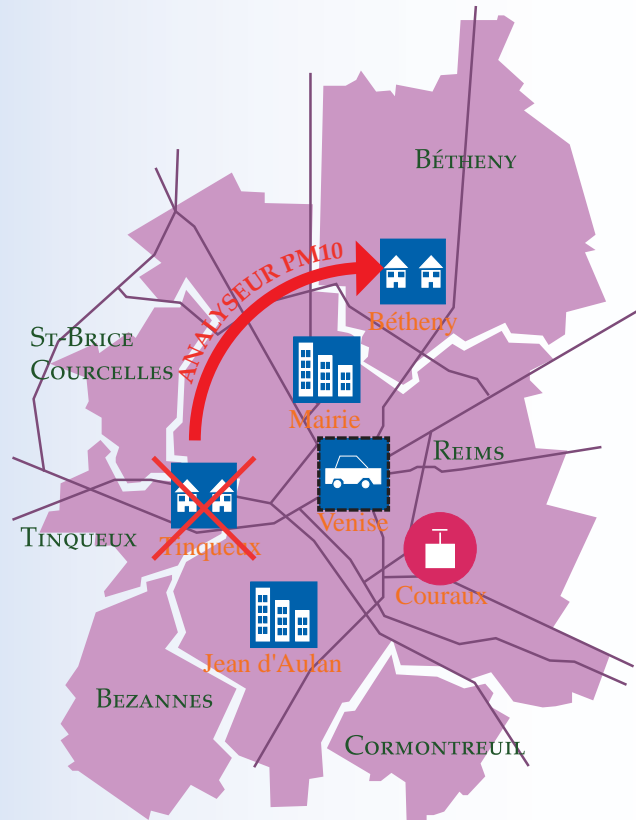 BÉTHENY
ANALYSEUR PM10
Bétheny
ST-BRICE
COURCELLES
Mairie
REIMS
Venise
TINQUEUX
Tinqueux
Couraux
Jean d'Aulan
BEZANNES
CORMONTREUIL